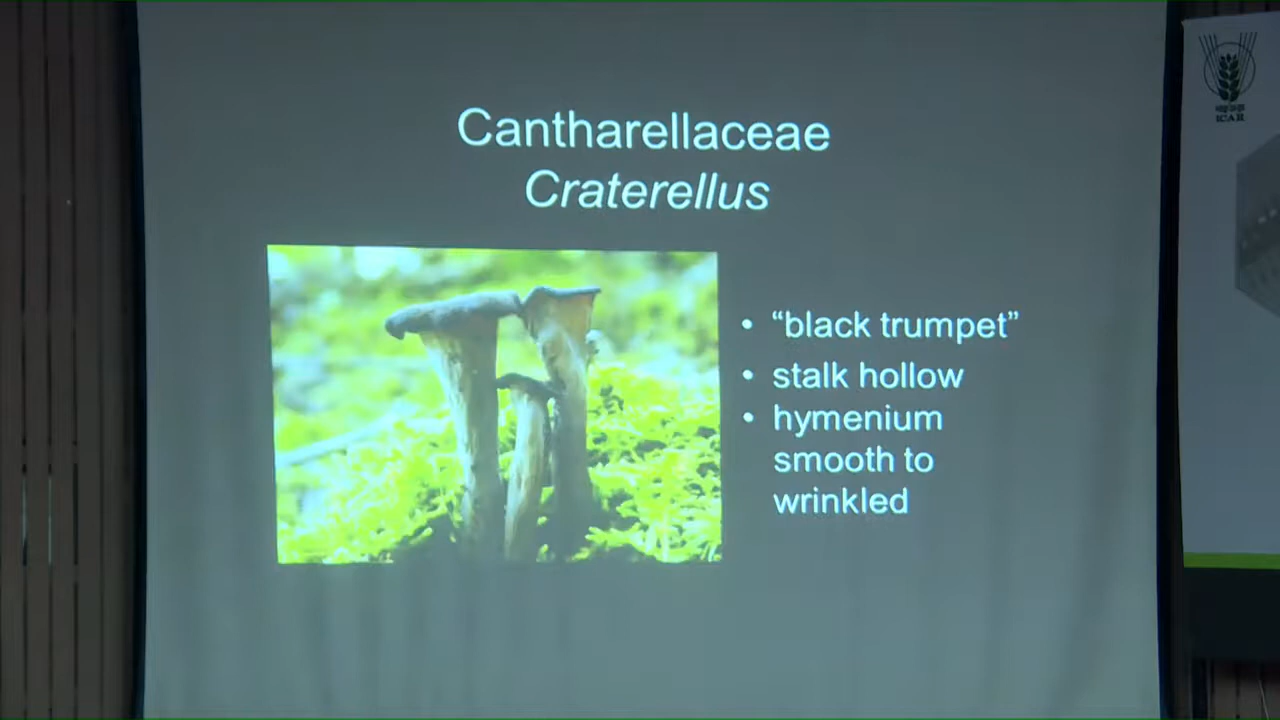 Cantharellaceae
Craterellus
• “black trumpet”
• stalk hollow
• hymenium
smooth to
wrinkled
ICAR